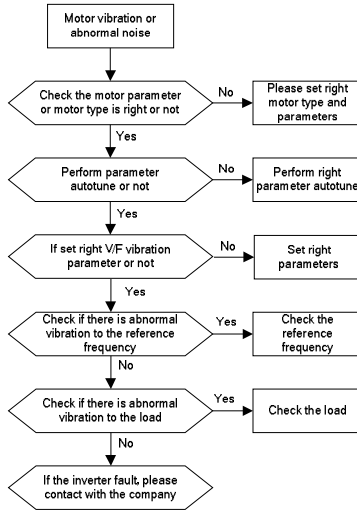 Motor vibration or
abnormal noise
Check the motor parameter
or motor type is right or not
No
Please set right
motor type and
parameters
Yes
Perform parameter
autotune or not
No
Perform right
parameter autotune
Yes
If set right V/F vibration
parameter or not
No
Set right
parameters
Yes
Check if there is abnormal
vibration to the reference
frequency
Yes
Check the
reference
frequency
No
Check if there is abnormal
vibration to the load
Yes
Check the load
No
If the inverter fault, please
contact with the company